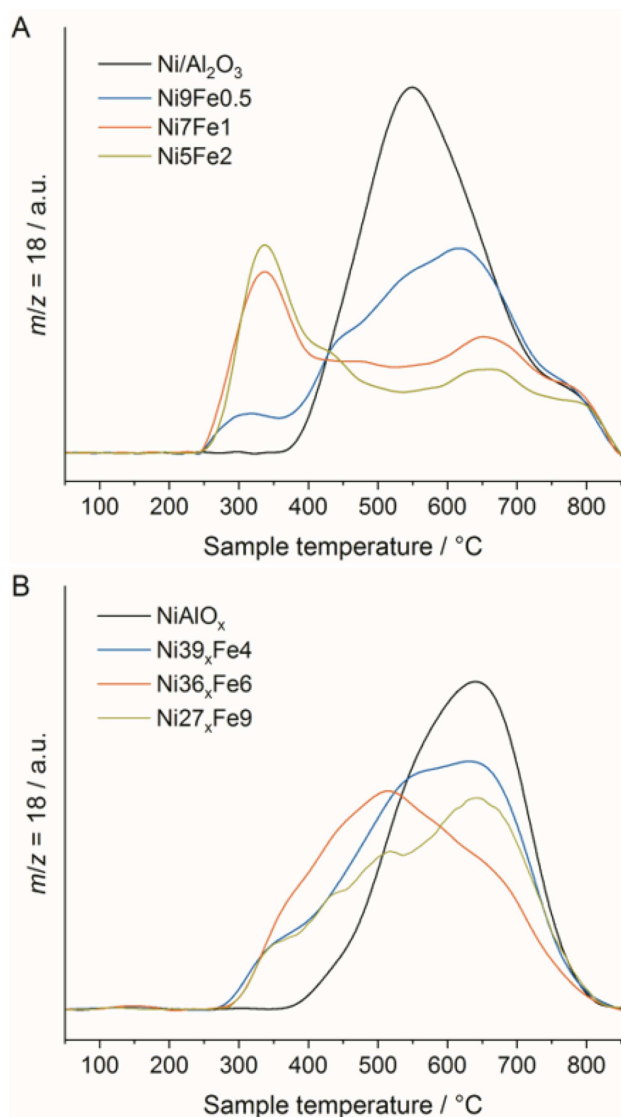 A
Ni/Al₂O₃
Ni9Fe0.5
Ni7Fe1
Ni5Fe2
m/z = 18 / a.u.
100 200 300 400 500 600 700 800
Sample temperature / °C
B
NiAlOₓ
Ni39ₓFe4
Ni36ₓFe6
Ni27ₓFe9
m/z = 18 / a.u.
100 200 300 400 500 600 700 800
Sample temperature / °C